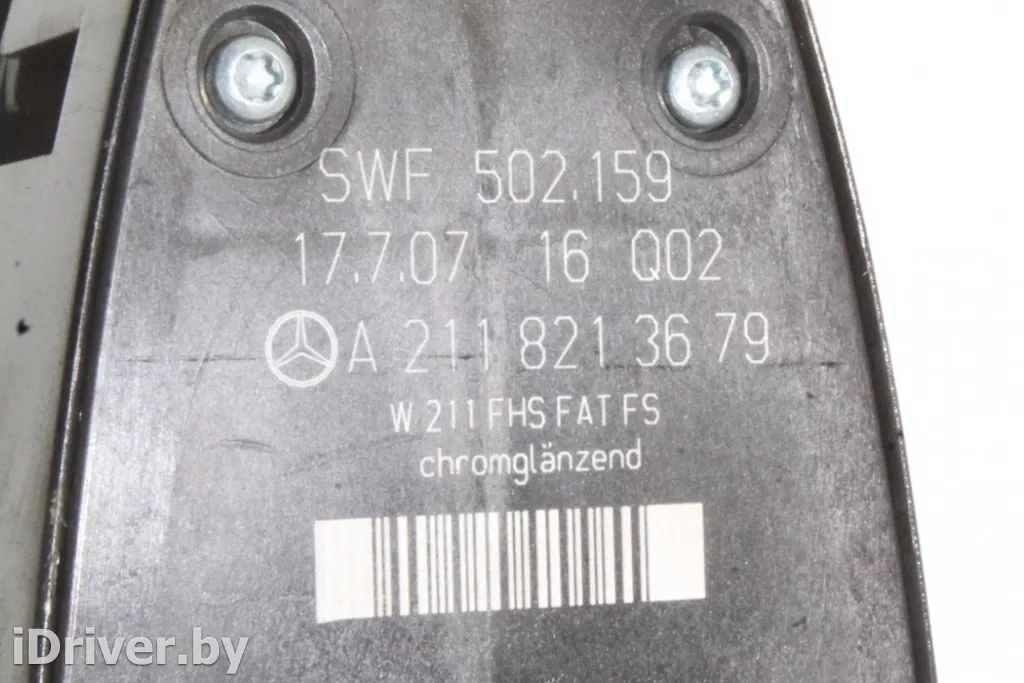 SWF 502.159
17.7.07 16 Q02
A 211 821 36 79
W 211 FHS FAT FS
chromglänzend
iDriver.by